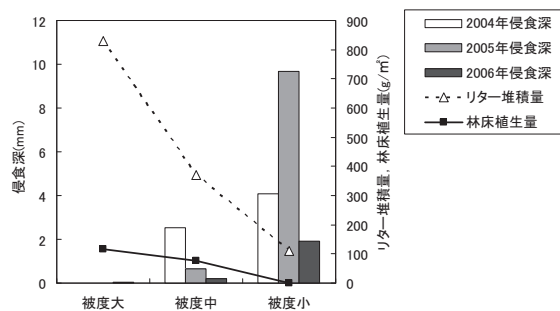 12
10
8
6
4
2
0
侵食深(mm)
900
800
700
600
500
400
300
200
100
0
リター堆積量, 林床植生量(g/㎡)
被度大
被度中
被度小
2004年侵食深
2005年侵食深
2006年侵食深
リター堆積量
林床植生量